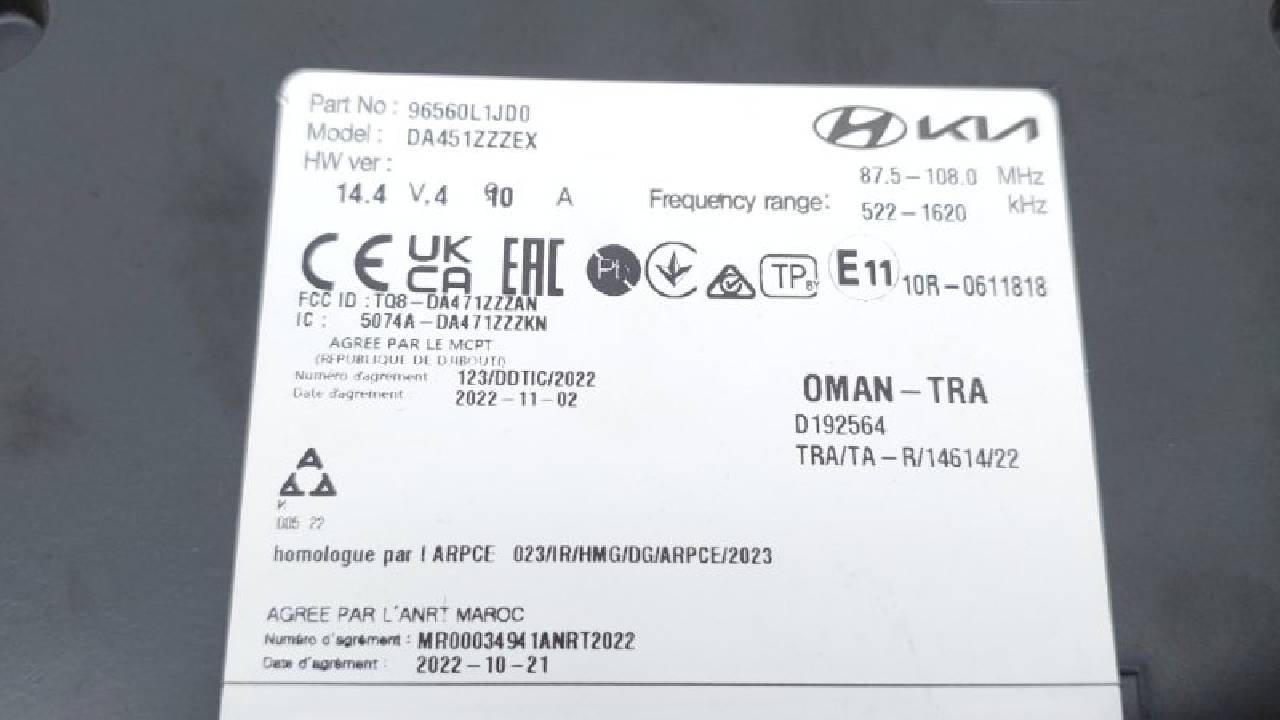 Part No : 96560L1JD0
Model : DA451ZZZEX
HW ver :
14.4 V,4 A
KIA
Frequency range: 87.5-108.0 MHz
522-1620 kHz
CE UK CA EAC TP BY E11 10R-0611818
FCC ID : TQ8-DA471ZZZAN
IC : 5074A-DA471ZZZKN
AGREE PAR LE MCPT
(REPUBLIQUE DE DJIBOUTI)
Numéro d'agrément 123/DDTIC/2022
Date d'agrement 2022-11-02
OMAN-TRA
D192564
TRA/TA-R/14614/22
homologue par l ARPCE 023/IR/HMG/DG/ARPCE/2023
AGREE PAR L'ANRT MAROC
Numéro d'agrément : MR00034941ANRT2022
Date d'agrément : 2022-10-21